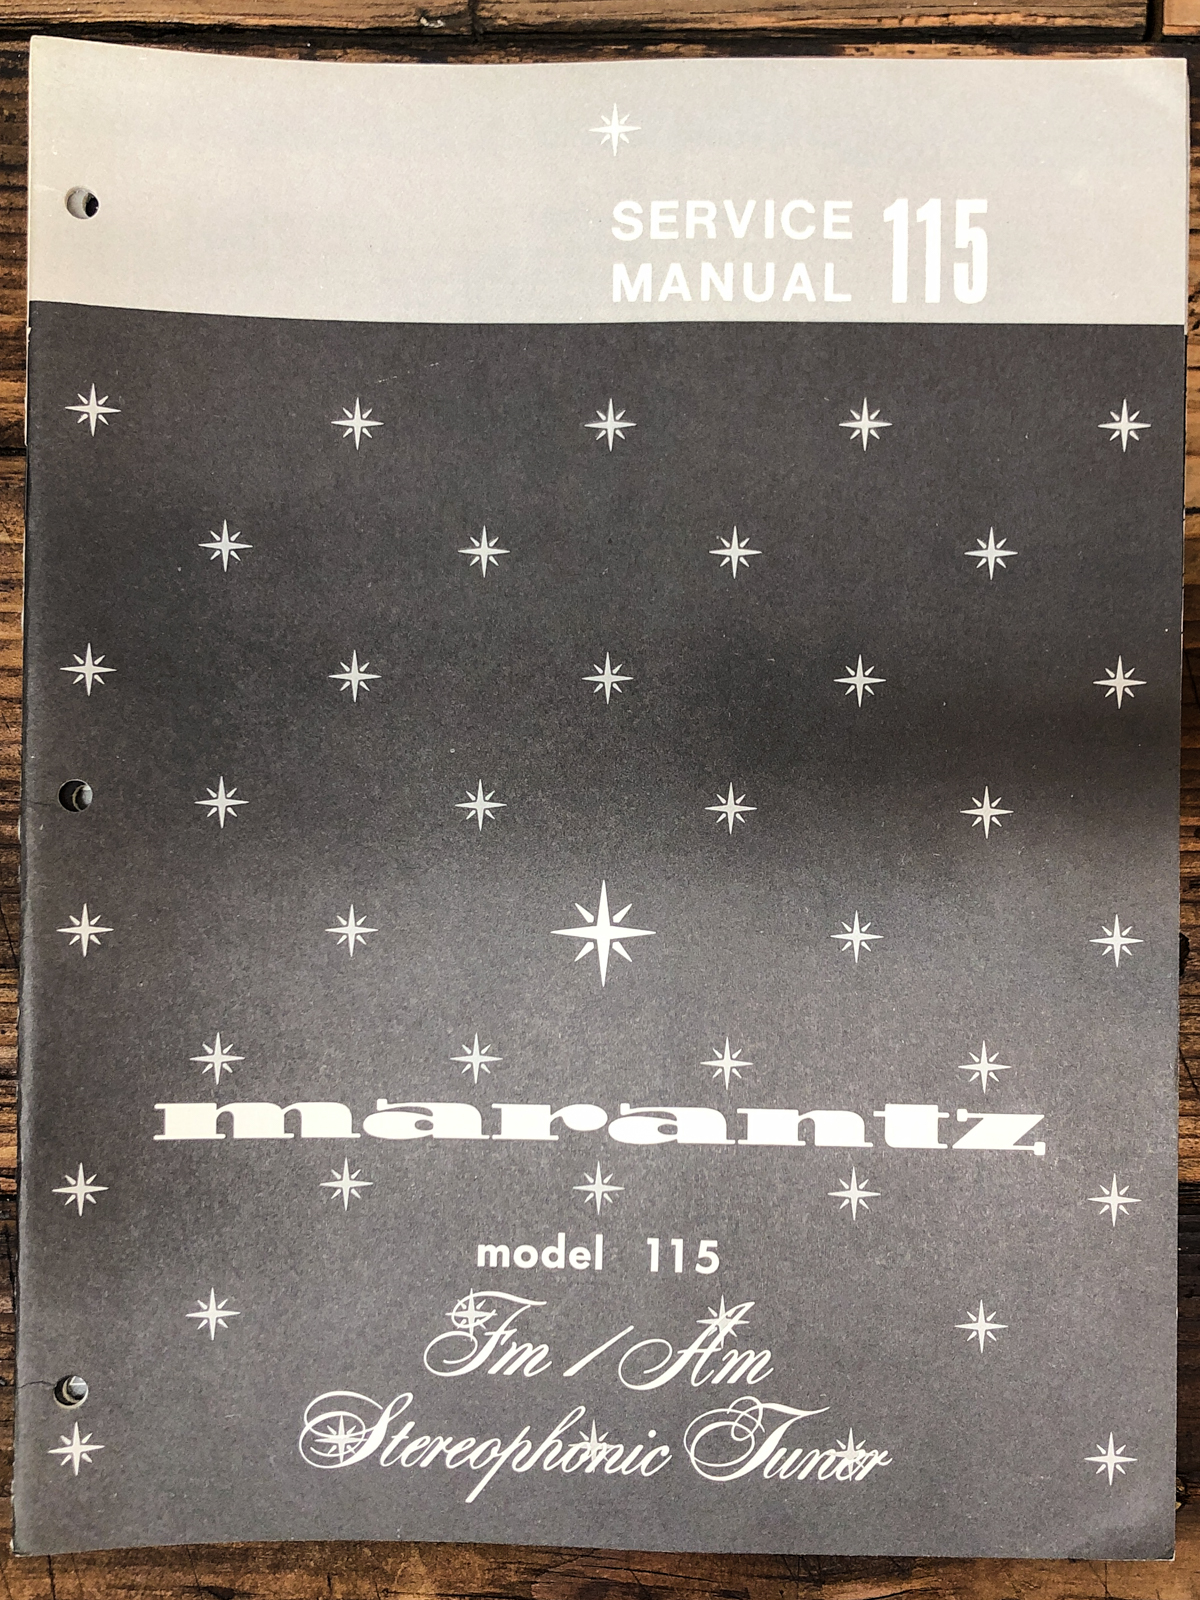 SERVICE
MANUAL 115
marantz
model 115
Fm / Am
Stereophonic Tuner